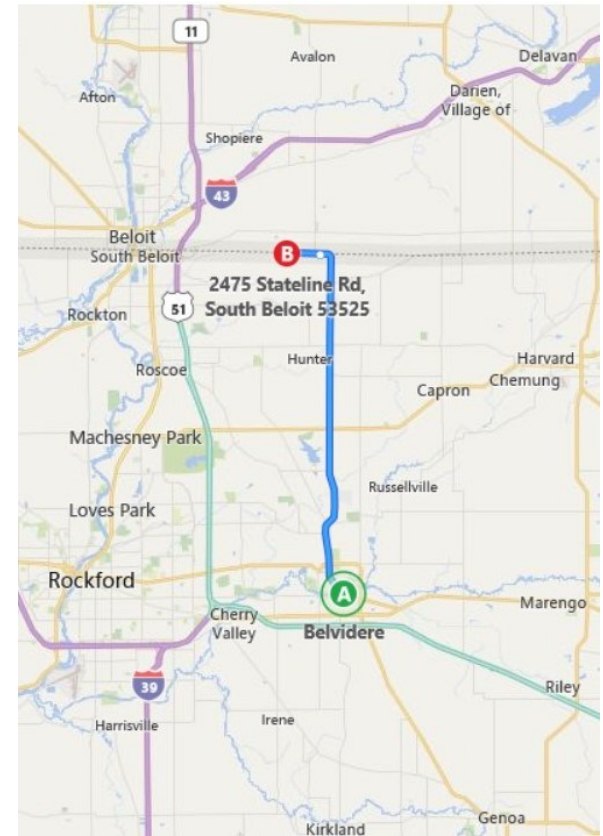 11
Avalon
Delavan
Afton
Darien,
Village of
Shopiere
43
Beloit
South Beloit
B
2475 Stateline Rd,
South Beloit 53525
51
Rockton
Hunter
Harvard
Roscoe
Chemung
Capron
Machesney Park
Russellville
Loves Park
Rockford
A
Marengo
Cherry
Valley
Belvidere
39
Riley
Harrisville
Irene
Genoa
Kirkland